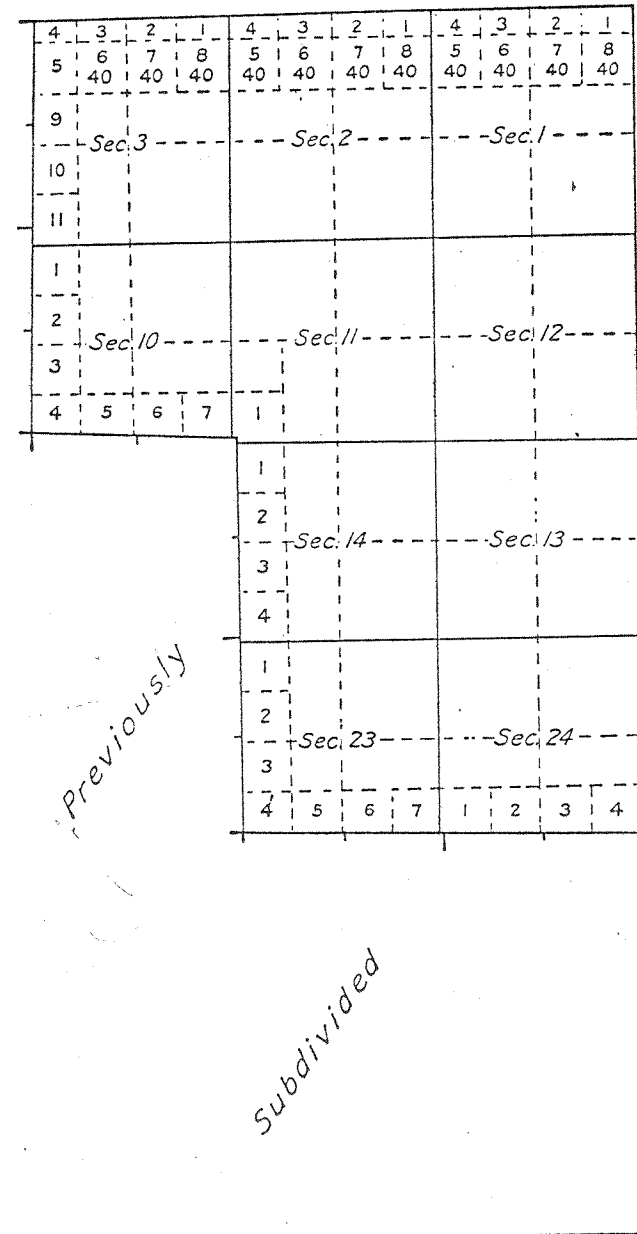 4 3 2 1 4 3 2 1 4 3 2 1
5 6 7 8 5 6 7 8 5 6 7 8
40 40 40 40 40 40 40 40 40 40 40
9
Sec. 3 Sec. 2 Sec. 1
10
11
1
2
Sec. 10 Sec. 11 Sec. 12
3
4 5 6 7 1
1
2
Sec. 14 Sec. 13
3
4
1
2
Sec. 23 Sec. 24
3
4 5 6 7 1 2 3 4
Previously
Subdivided